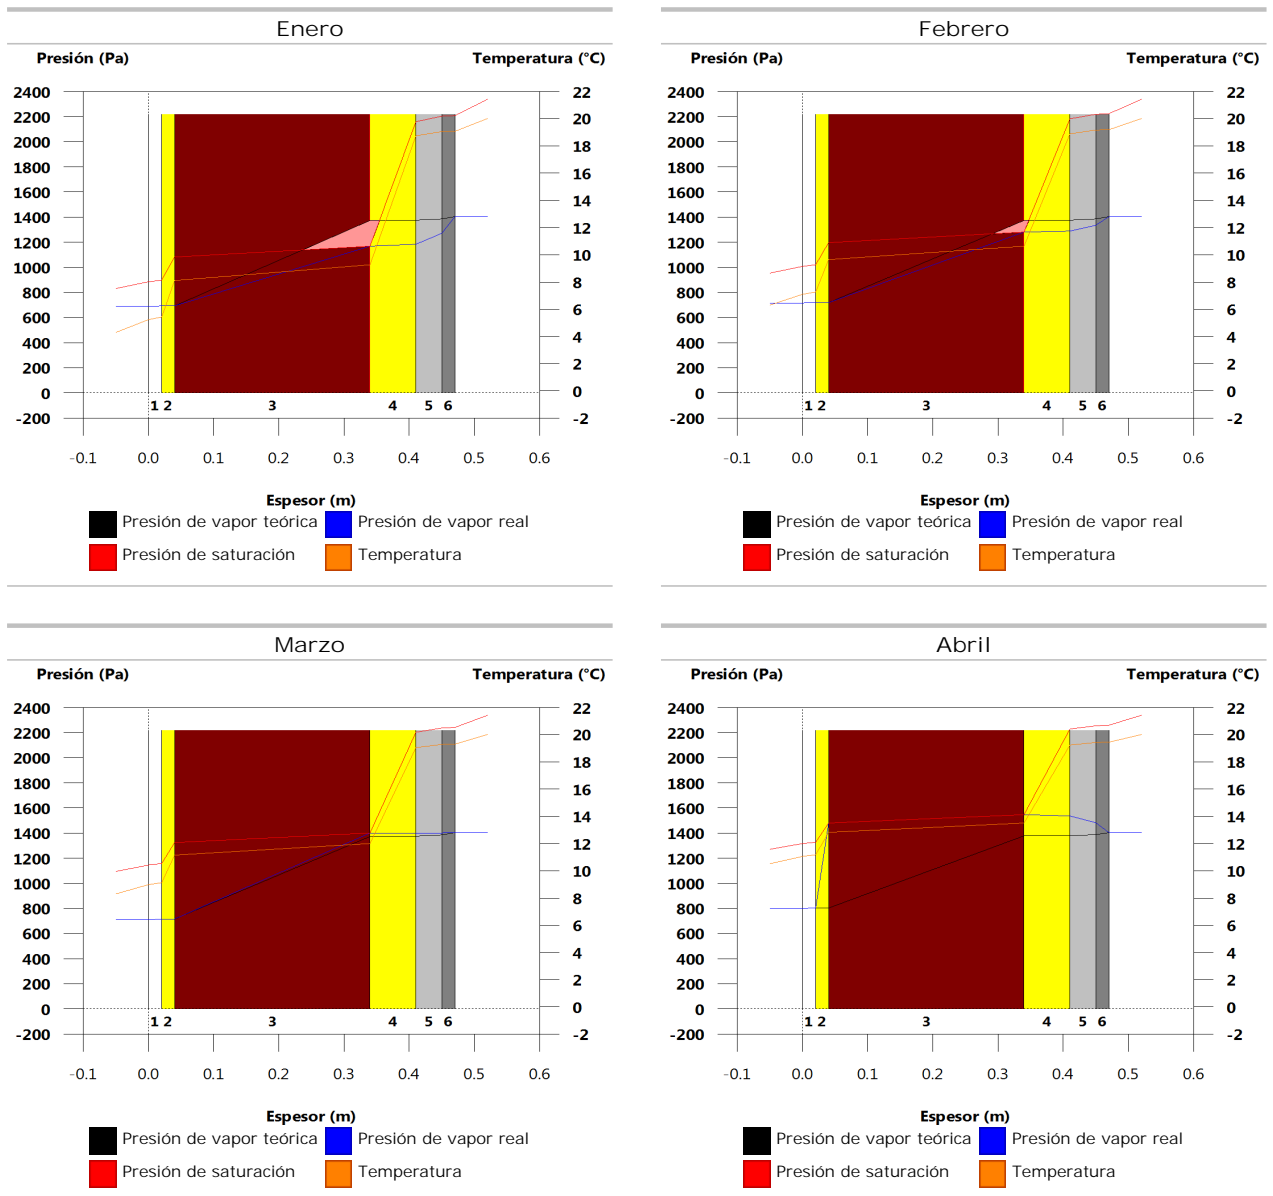 Enero
Presión (Pa) Temperatura (°C)
2400 22
2200 20
2000 18
1800 16
1600 14
1400 12
1200 10
1000 8
800 6
600 4
400 2
200 0
0 -2
-200
1 2 3 4 5 6
-0.1 0.0 0.1 0.2 0.3 0.4 0.5 0.6
Espesor (m)
Presión de vapor teórica Presión de vapor real
Presión de saturación Temperatura
Febrero
Presión (Pa) Temperatura (°C)
2400 22
2200 20
2000 18
1800 16
1600 14
1400 12
1200 10
1000 8
800 6
600 4
400 2
200 0
0 -2
-200
1 2 3 4 5 6
-0.1 0.0 0.1 0.2 0.3 0.4 0.5 0.6
Espesor (m)
Presión de vapor teórica Presión de vapor real
Presión de saturación Temperatura
Marzo
Presión (Pa) Temperatura (°C)
2400 22
2200 20
2000 18
1800 16
1600 14
1400 12
1200 10
1000 8
800 6
600 4
400 2
200 0
0 -2
-200
1 2 3 4 5 6
-0.1 0.0 0.1 0.2 0.3 0.4 0.5 0.6
Espesor (m)
Presión de vapor teórica Presión de vapor real
Presión de saturación Temperatura
Abril
Presión (Pa) Temperatura (°C)
2400 22
2200 20
2000 18
1800 16
1600 14
1400 12
1200 10
1000 8
800 6
600 4
400 2
200 0
0 -2
-200
1 2 3 4 5 6
-0.1 0.0 0.1 0.2 0.3 0.4 0.5 0.6
Espesor (m)
Presión de vapor teórica Presión de vapor real
Presión de saturación Temperatura